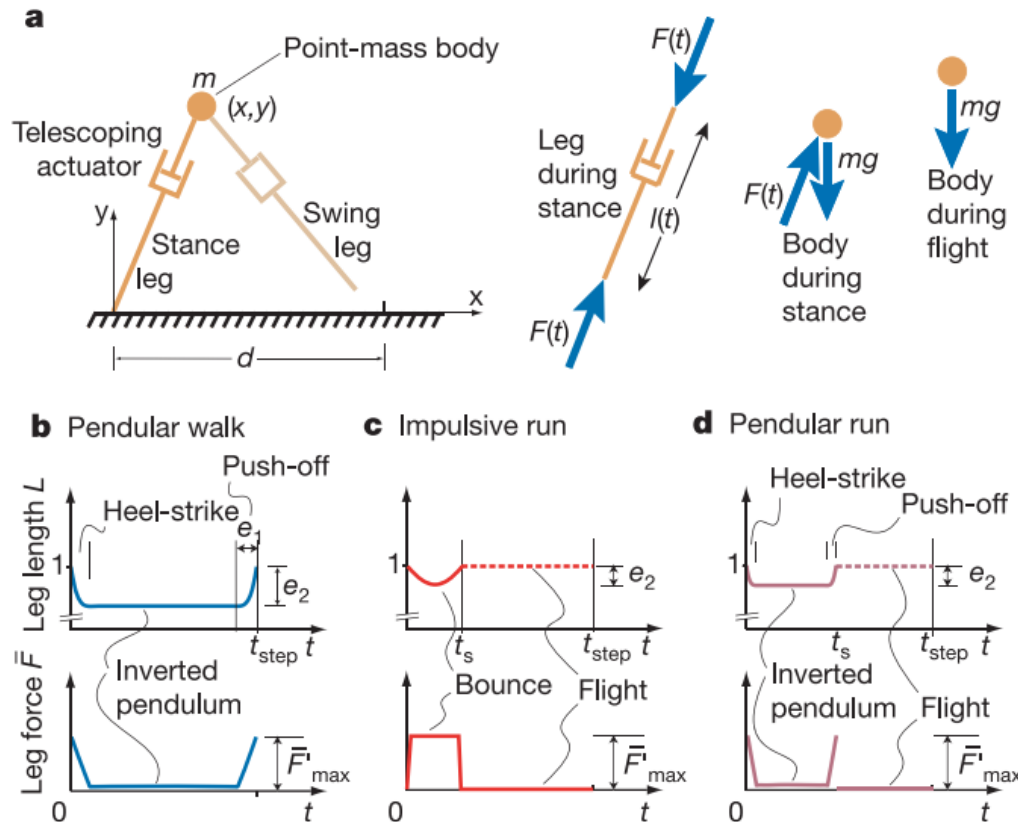 a
Point-mass body
m
(x,y)
Telescoping
actuator
y
Stance
leg
Swing
leg
x
d
F(t)
Leg
during
stance
l(t)
F(t)
mg
F(t)
Body
during
stance
mg
Body
during
flight
b Pendular walk
Push-off
Heel-strike
e1
Leg length L
1
e2
tstep t
Inverted
pendulum
Leg force F̅
F̅'max
0
t
c Impulsive run
1
e2
ts
tstep t
Bounce
Flight
F̅'max
0
t
d Pendular run
Heel-strike
Push-off
1
e2
ts
tstep t
Inverted
pendulum
Flight
F̅'max
0
t